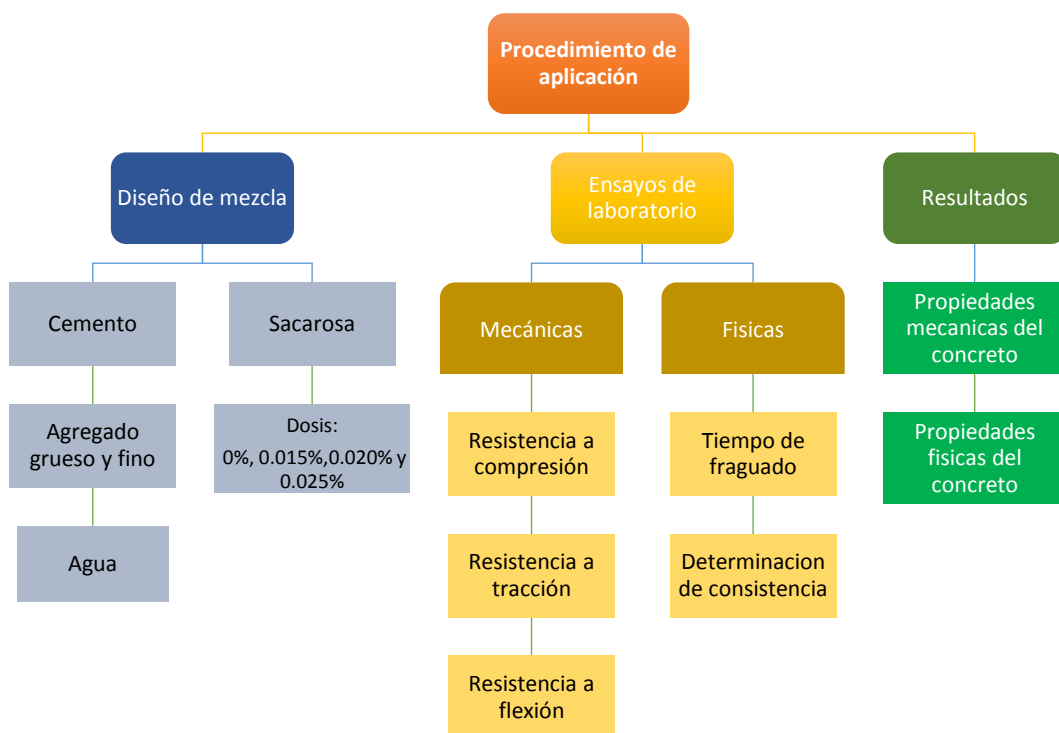 Procedimiento de
aplicación
Diseño de mezcla
Ensayos de
laboratorio
Resultados
Cemento
Sacarosa
Mecánicas
Fisicas
Propiedades
mecanicas del
concreto
Agregado
grueso y fino
Dosis:
0%, 0.015%,0.020% y
0.025%
Resistencia a
compresión
Tiempo de
fraguado
Propiedades
fisicas del
concreto
Agua
Resistencia a
tracción
Determinacion
de consistencia
Resistencia a
flexión